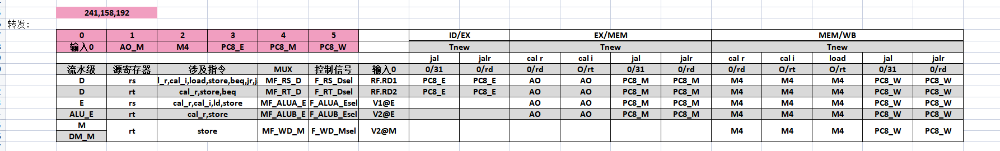 241,158,192
转发:
0 1 2 3 4 5 ID/EX EX/MEM MEM/WB
输入0 AO_M M4 PC8_E PC8_M PC8_W Tnew Tnew Tnew
jal jalr cal r cal i jal jalr cal r cal i load jal jalr
流水级 源寄存器 涉及指令 MUX 控制信号 输入0 0/31 0/rd 0/rd O/rt 0/31 0/rd 0/rd O/rt O/rt 0/31 0/rd
D rs l_r,cal_i,load,store,beq,jr,j MF_RS_D F_RS_Dsel RF.RD1 PC8_E PC8_E AO AO PC8_M PC8_M M4 M4 M4 PC8_W PC8_W
D rt cal_r,store,beq MF_RT_D F_RT_Dsel RF.RD2 PC8_E PC8_E AO AO PC8_M PC8_M M4 M4 M4 PC8_W PC8_W
E rs cal_r,cal_i,ld,store MF_ALUA_E F_ALUA_Esel V1@E AO AO PC8_M PC8_M M4 M4 M4 PC8_W PC8_W
ALU_E rt cal_r,store MF_ALUB_E F_ALUB_Esel V2@E AO AO PC8_M PC8_M M4 M4 M4 PC8_W PC8_W
M rt store MF_WD_M F_WD_Msel V2@M M4 M4 M4 PC8_W PC8_W
DM_M